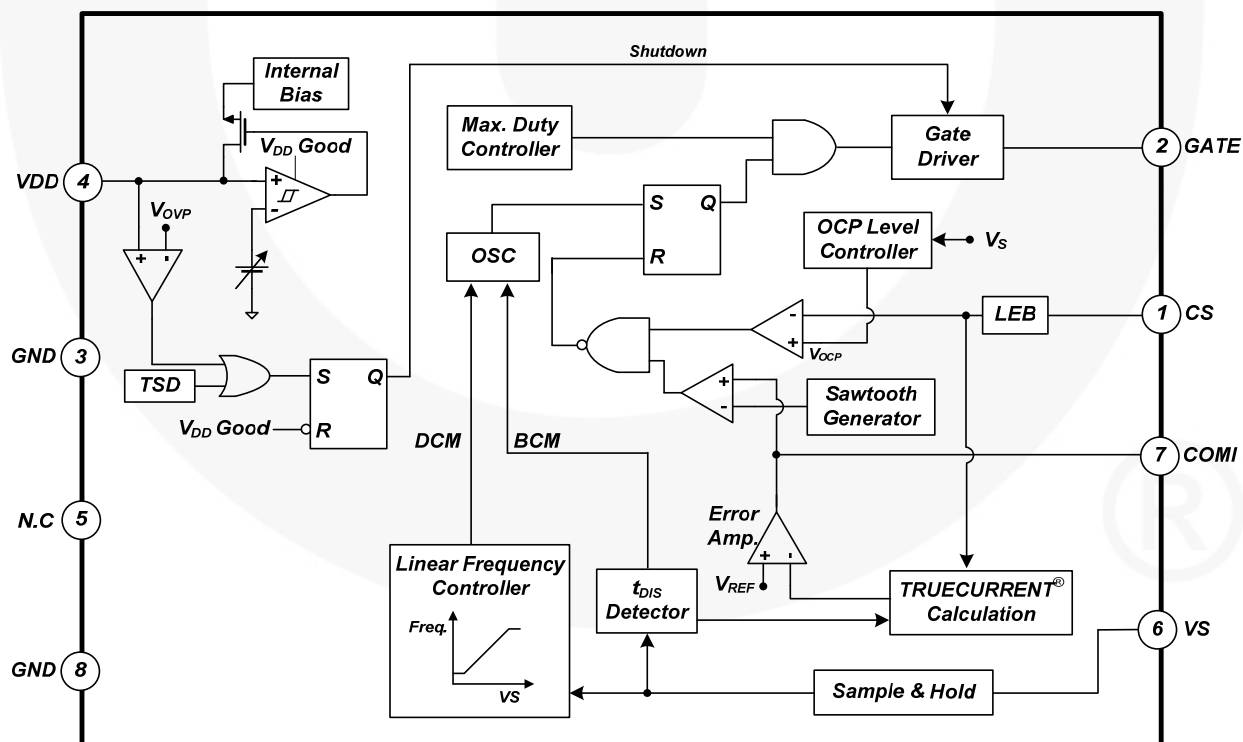 Shutdown
Internal
Bias
Max. Duty
Controller
Gate
Driver
2 GATE
VDD 4
VDD Good
+
-
VOVP
+ -
S Q
R
OSC
OCP Level
Controller
VS
LEB
1 CS
-
+
VOCP
GND 3
TSD
S Q
R
VDD Good
+
-
Sawtooth
Generator
DCM BCM
7 COMI
N.C 5
Error
Amp.
+ -
VREF
Linear Frequency
Controller
Freq.
VS
tDIS
Detector
TRUECURRENT®
Calculation
6 VS
GND 8
Sample & Hold
®